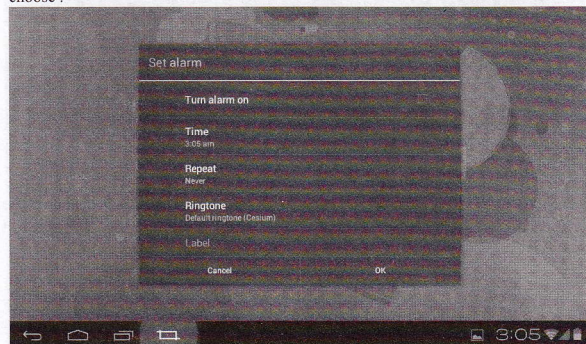 choose .
Set alarm
Turn alarm on
Time
3:05 am
Repeat
Never
Ringtone
Default ringtone (Cesium)
Label
Cancel OK
3:05